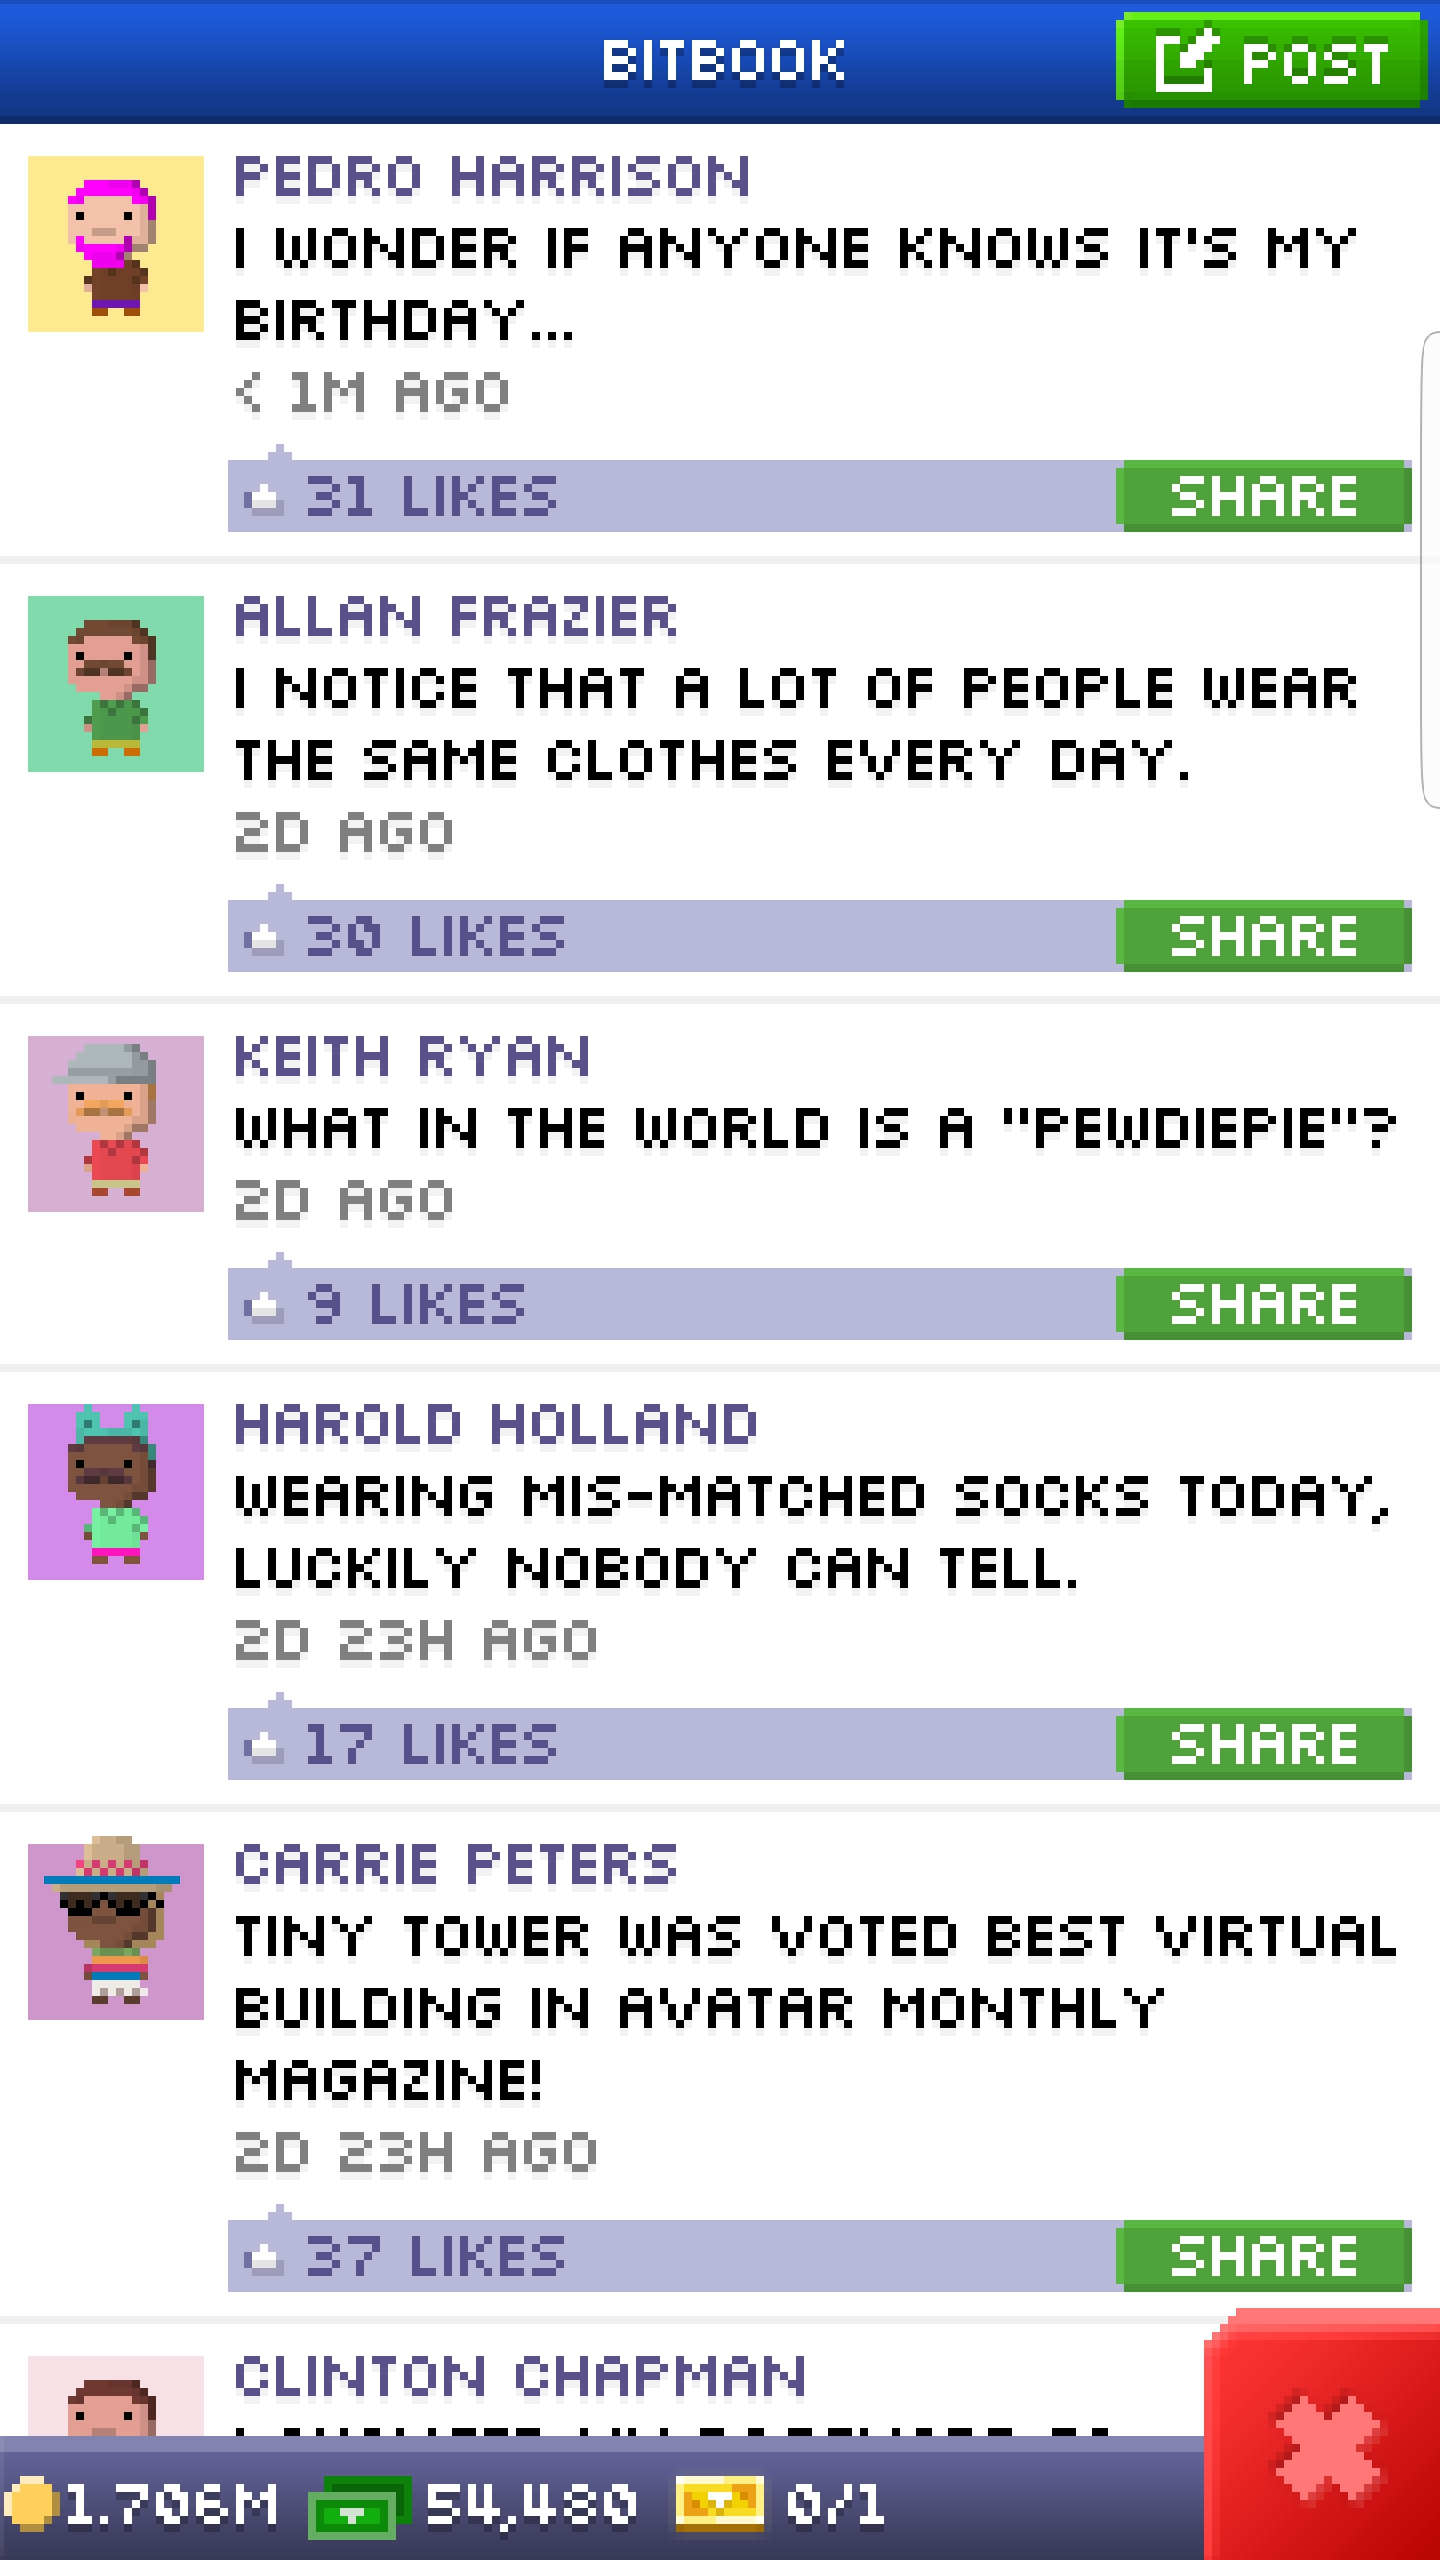 BITBOOK
POST
PEDRO HARRISON
I WONDER IF ANYONE KNOWS IT'S MY
BIRTHDAY...
< 1M AGO
31 LIKES
SHARE
ALLAN FRAZIER
I NOTICE THAT A LOT OF PEOPLE WEAR
THE SAME CLOTHES EVERY DAY.
2D AGO
30 LIKES
SHARE
KEITH RYAN
WHAT IN THE WORLD IS A "PEWDIEPIE"?
2D AGO
9 LIKES
SHARE
HAROLD HOLLAND
WEARING MIS-MATCHED SOCKS TODAY,
LUCKILY NOBODY CAN TELL.
2D 23H AGO
17 LIKES
SHARE
CARRIE PETERS
TINY TOWER WAS VOTED BEST VIRTUAL
BUILDING IN AVATAR MONTHLY
MAGAZINE!
2D 23H AGO
37 LIKES
SHARE
CLINTON CHAPMAN
1.706M 54,480 0/1